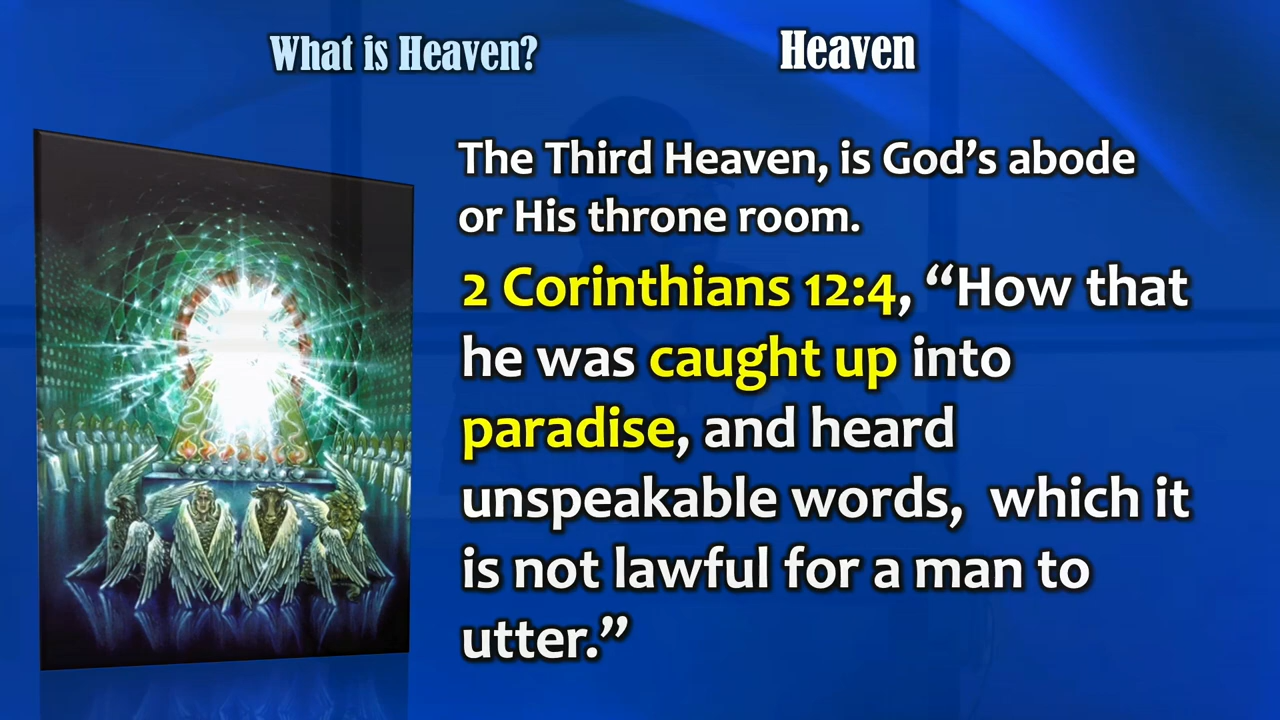 What is Heaven?
Heaven
The Third Heaven, is God’s abode
or His throne room.
2 Corinthians 12:4, “How that
he was caught up into
paradise, and heard
unspeakable words,  which it
is not lawful for a man to
utter.”